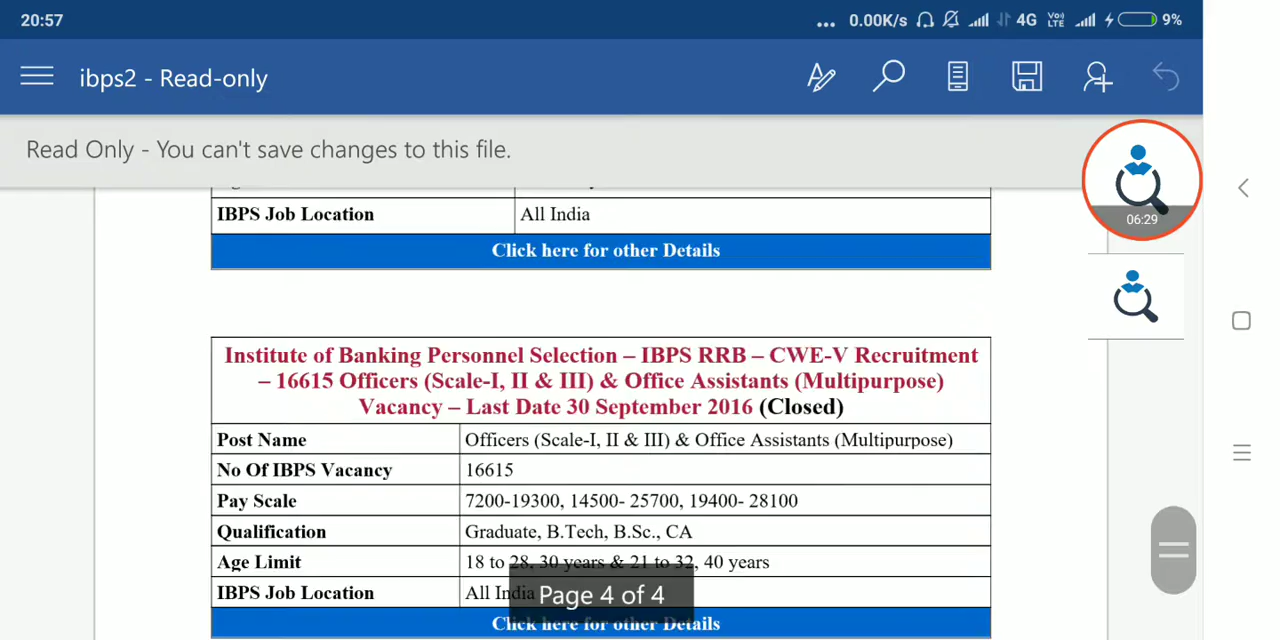 20:57
... 0.00K/s 4G Vo) LTE 9%
ibps2 - Read-only
Read Only - You can't save changes to this file.
06:29
IBPS Job Location All India
Click here for other Details
Institute of Banking Personnel Selection – IBPS RRB – CWE-V Recruitment
– 16615 Officers (Scale-I, II & III) & Office Assistants (Multipurpose)
Vacancy – Last Date 30 September 2016 (Closed)
Post Name Officers (Scale-I, II & III) & Office Assistants (Multipurpose)
No Of IBPS Vacancy 16615
Pay Scale 7200-19300, 14500- 25700, 19400- 28100
Qualification Graduate, B.Tech, B.Sc., CA
Age Limit 18 to 28, 30 years & 21 to 32, 40 years
IBPS Job Location All India
Page 4 of 4
Click here for other Details